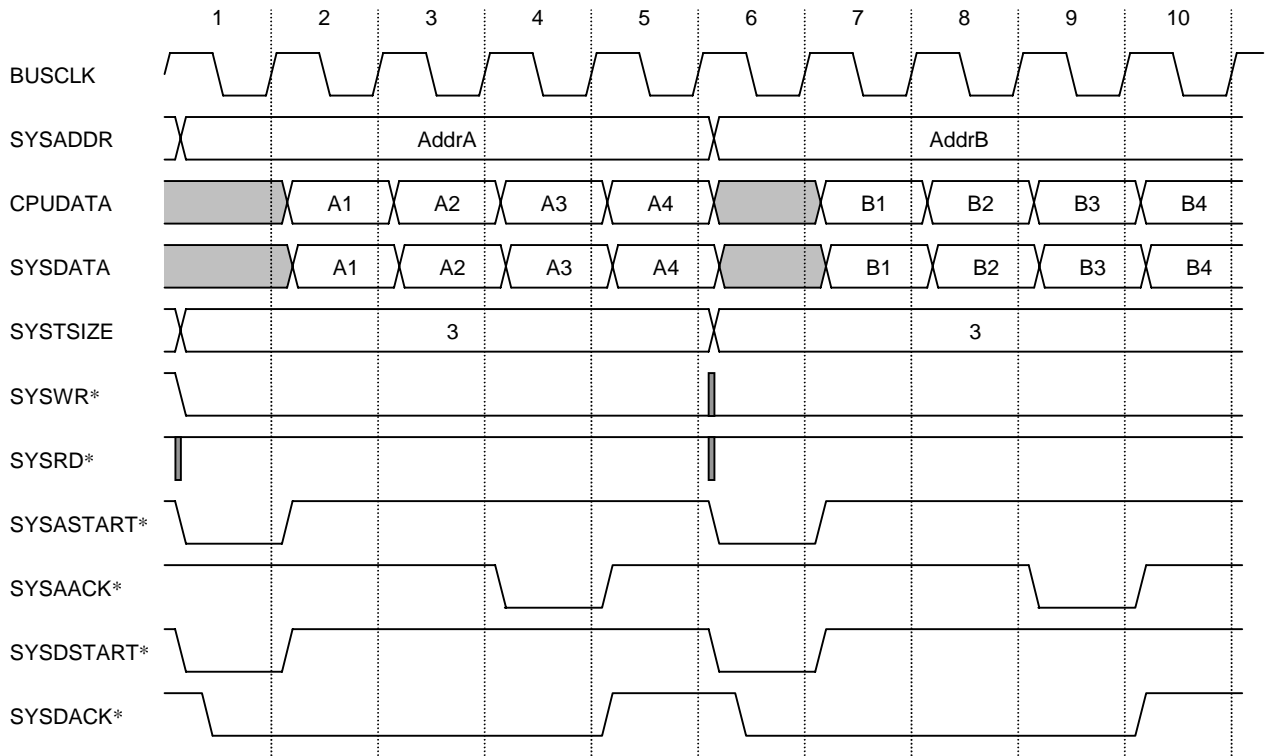 1 2 3 4 5 6 7 8 9 10
BUSCLK
SYSADDR AddrA AddrB
CPUDATA A1 A2 A3 A4 B1 B2 B3 B4
SYSDATA A1 A2 A3 A4 B1 B2 B3 B4
SYSTSIZE 3 3
SYSWR*
SYSRD*
SYSASTART*
SYSAACK*
SYSDSTART*
SYSDACK*